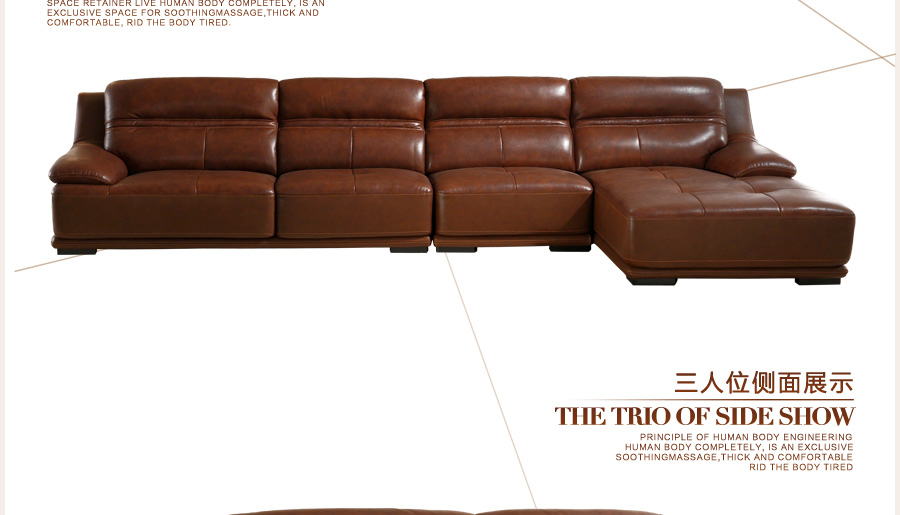 SPACE RETAINER LIVE HUMAN BODY COMPLETELY, IS AN
EXCLUSIVE SPACE FOR SOOTHINGMASSAGE,THICK AND
COMFORTABLE, RID THE BODY TIRED.
三人位侧面展示
THE TRIO OF SIDE SHOW
PRINCIPLE OF HUMAN BODY ENGINEERING
HUMAN BODY COMPLETELY, IS AN EXCLUSIVE
SOOTHINGMASSAGE,THICK AND COMFORTABLE
RID THE BODY TIRED